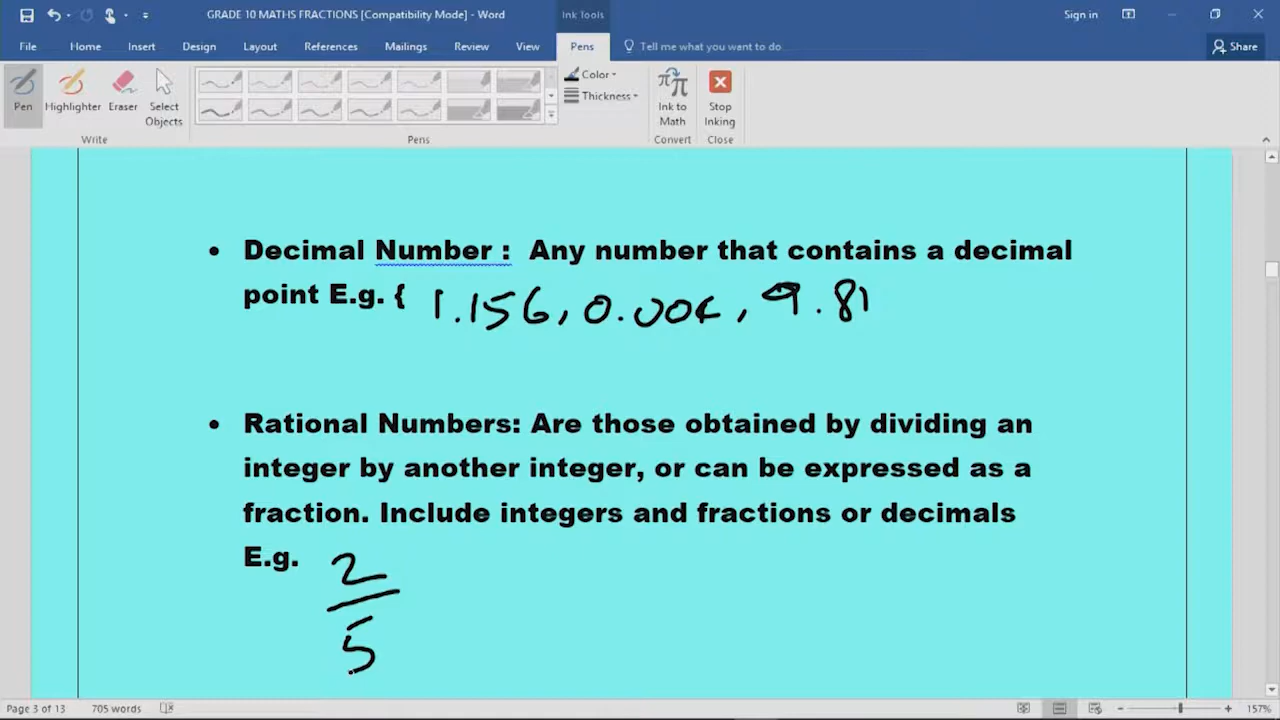 GRADE 10 MATHS FRACTIONS [Compatibility Mode] - Word
Ink Tools
Sign in
File Home Insert Design Layout References Mailings Review View Pens Tell me what you want to do
Share
Pen Highlighter Eraser Select Objects
Color
Thickness
Ink to Math
Stop Inking
Write Pens Convert Close
• Decimal Number : Any number that contains a decimal
point E.g. { 1.156, 0.004, 9.81
• Rational Numbers: Are those obtained by dividing an
integer by another integer, or can be expressed as a
fraction. Include integers and fractions or decimals
E.g. 2/5
Page 3 of 13 705 words 157%